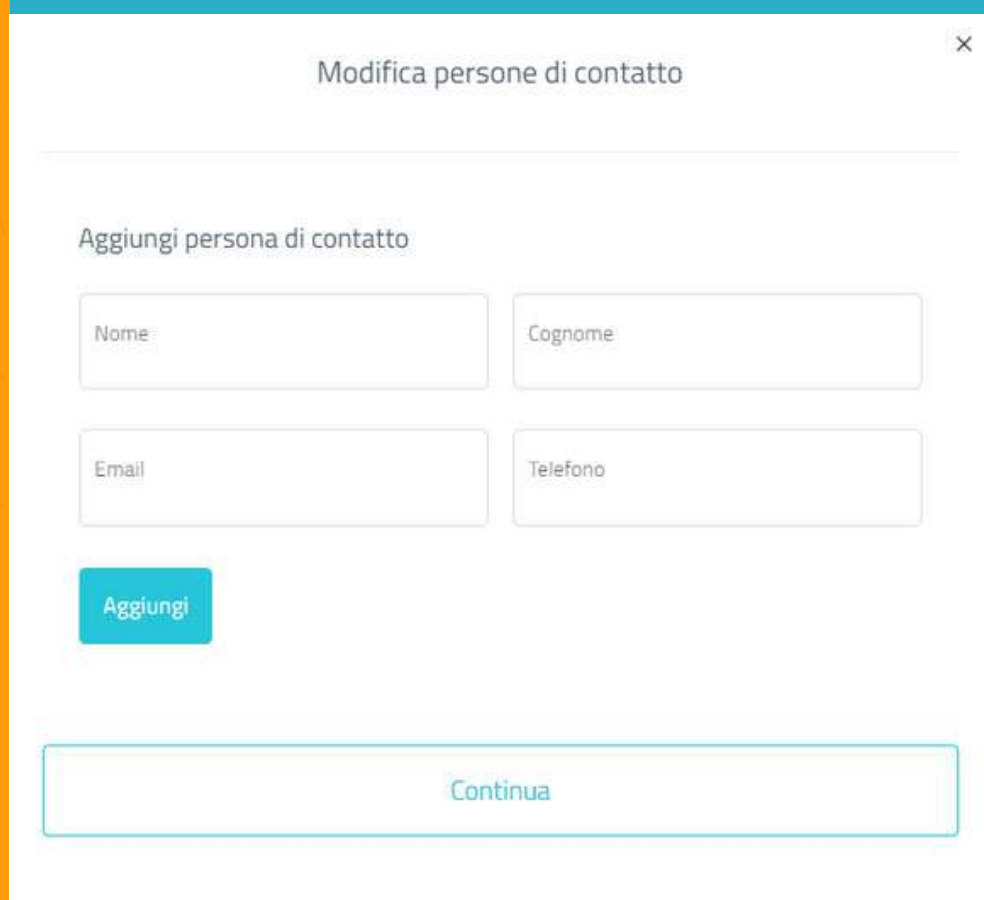 Modifica persone di contatto
Aggiungi persona di contatto
Nome
Cognome
Email
Telefono
Aggiungi
Continua